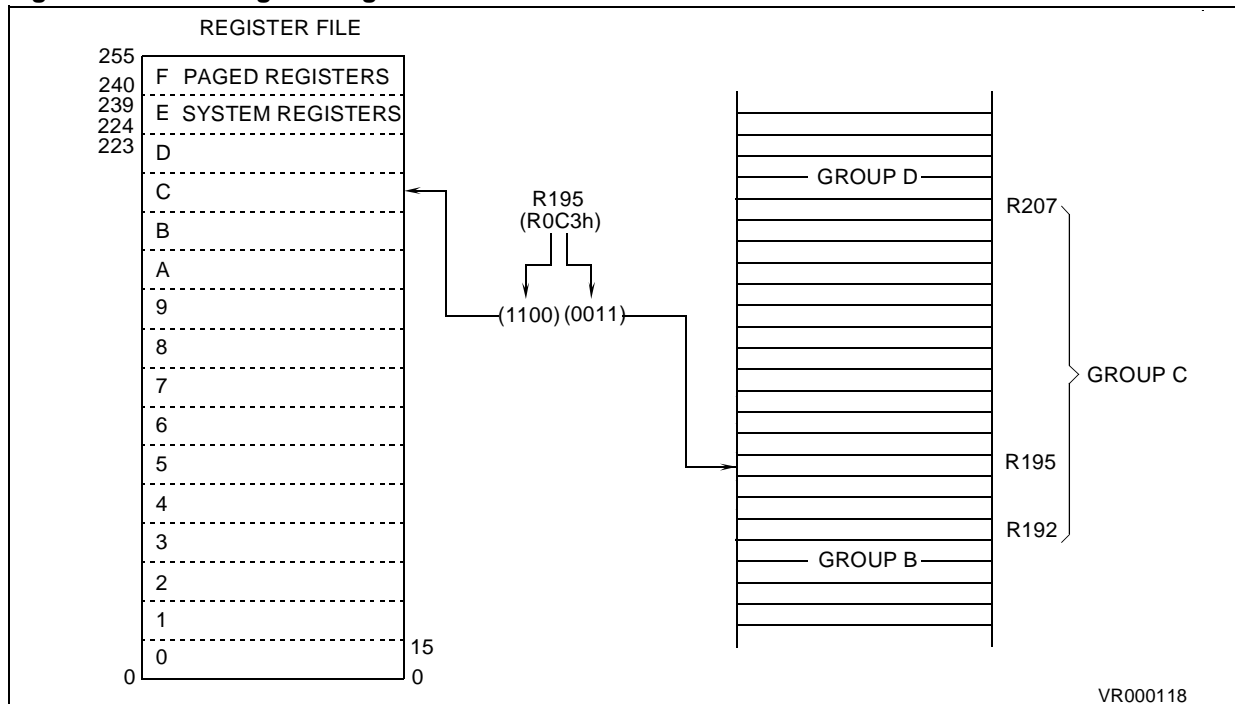 REGISTER FILE
255
240
239
224
223
F PAGED REGISTERS
E SYSTEM REGISTERS
D
C
B
A
9
8
7
6
5
4
3
2
1
0
15
0
0
R195
(R0C3h)
(1100) (0011)
GROUP D
R207
GROUP C
R195
R192
GROUP B
VR000118